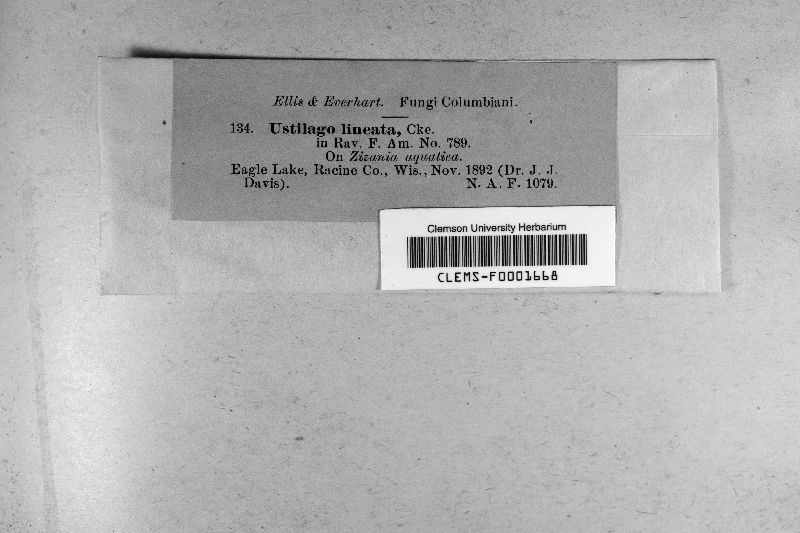 Ellis & Everhart. Fungi Columbiani.
134. Ustilago lineata, Cke.
in Rav. F. Am. No. 789.
On Zizania aquatica.
Eagle Lake, Racine Co., Wis., Nov. 1892 (Dr. J. J.
Davis). N. A. F. 1079.
Clemson University Herbarium
CLEMS-F0001668